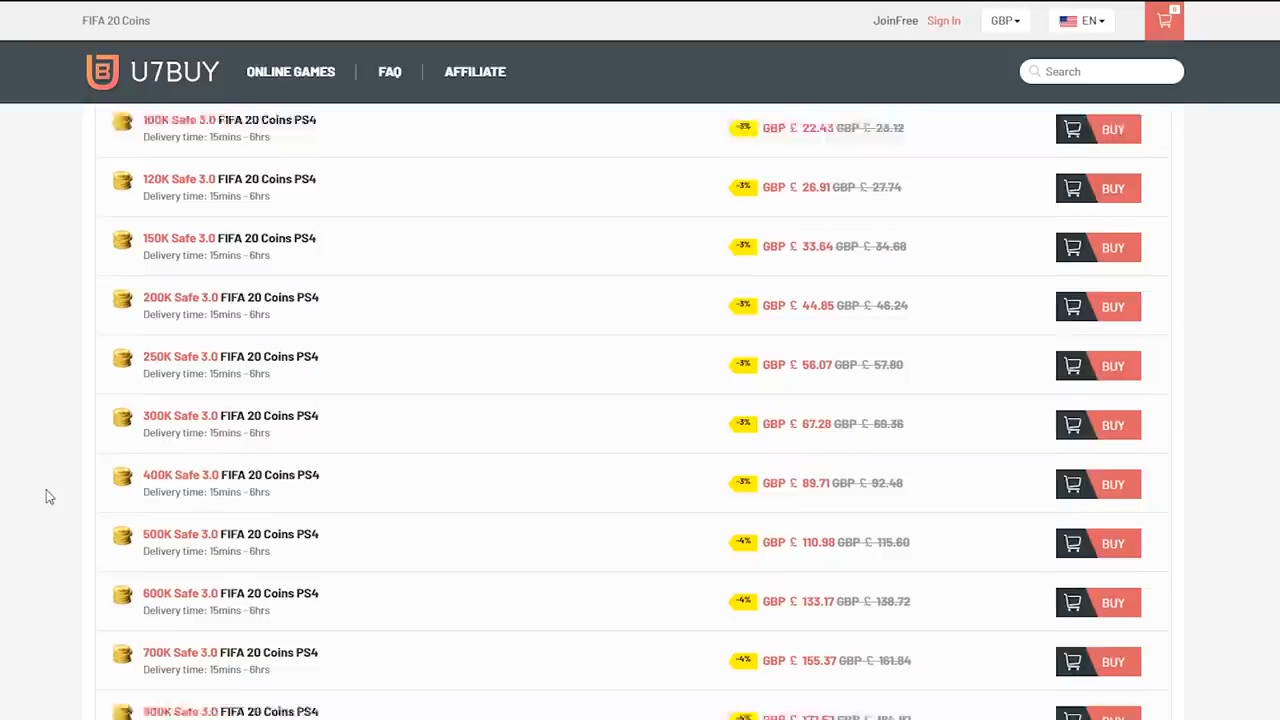 FIFA 20 Coins JoinFree Sign In GBP EN 0
U7BUY ONLINE GAMES | FAQ | AFFILIATE Search
100K Safe 3.0 FIFA 20 Coins PS4 -3% GBP £ 22.43 GBP £ 23.12 BUY
Delivery time: 15mins - 6hrs
120K Safe 3.0 FIFA 20 Coins PS4 -3% GBP £ 26.91 GBP £ 27.74 BUY
Delivery time: 15mins - 6hrs
150K Safe 3.0 FIFA 20 Coins PS4 -3% GBP £ 33.64 GBP £ 34.68 BUY
Delivery time: 15mins - 6hrs
200K Safe 3.0 FIFA 20 Coins PS4 -3% GBP £ 44.85 GBP £ 46.24 BUY
Delivery time: 15mins - 6hrs
250K Safe 3.0 FIFA 20 Coins PS4 -3% GBP £ 56.07 GBP £ 57.80 BUY
Delivery time: 15mins - 6hrs
300K Safe 3.0 FIFA 20 Coins PS4 -3% GBP £ 67.28 GBP £ 69.36 BUY
Delivery time: 15mins - 6hrs
400K Safe 3.0 FIFA 20 Coins PS4 -3% GBP £ 89.71 GBP £ 92.48 BUY
Delivery time: 15mins - 6hrs
500K Safe 3.0 FIFA 20 Coins PS4 -4% GBP £ 110.98 GBP £ 115.60 BUY
Delivery time: 15mins - 6hrs
600K Safe 3.0 FIFA 20 Coins PS4 -4% GBP £ 133.17 GBP £ 138.72 BUY
Delivery time: 15mins - 6hrs
700K Safe 3.0 FIFA 20 Coins PS4 -4% GBP £ 155.37 GBP £ 161.84 BUY
Delivery time: 15mins - 6hrs
Safe 3.0 FIFA 20 Coins PS4 GBP £ GBP £ BUY